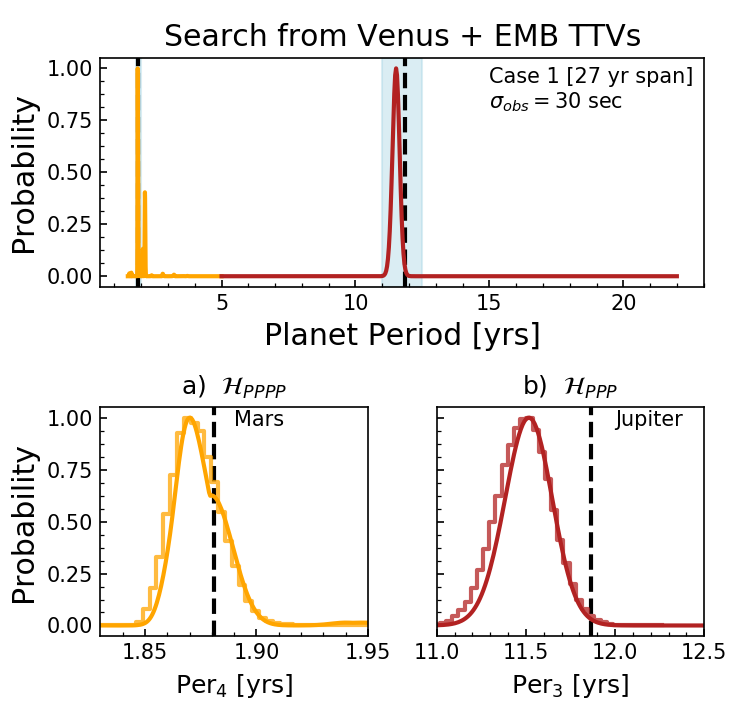 Search from Venus + EMB TTVs
Case 1 [27 yr span]
σ_obs = 30 sec
Probability
1.00
0.75
0.50
0.25
0.00
5 10 15 20
Planet Period [yrs]
a) ℋ_PPPP
Mars
Probability
1.00
0.75
0.50
0.25
0.00
1.85 1.90 1.95
Per_4 [yrs]
b) ℋ_PPP
Jupiter
11.0 11.5 12.0 12.5
Per_3 [yrs]